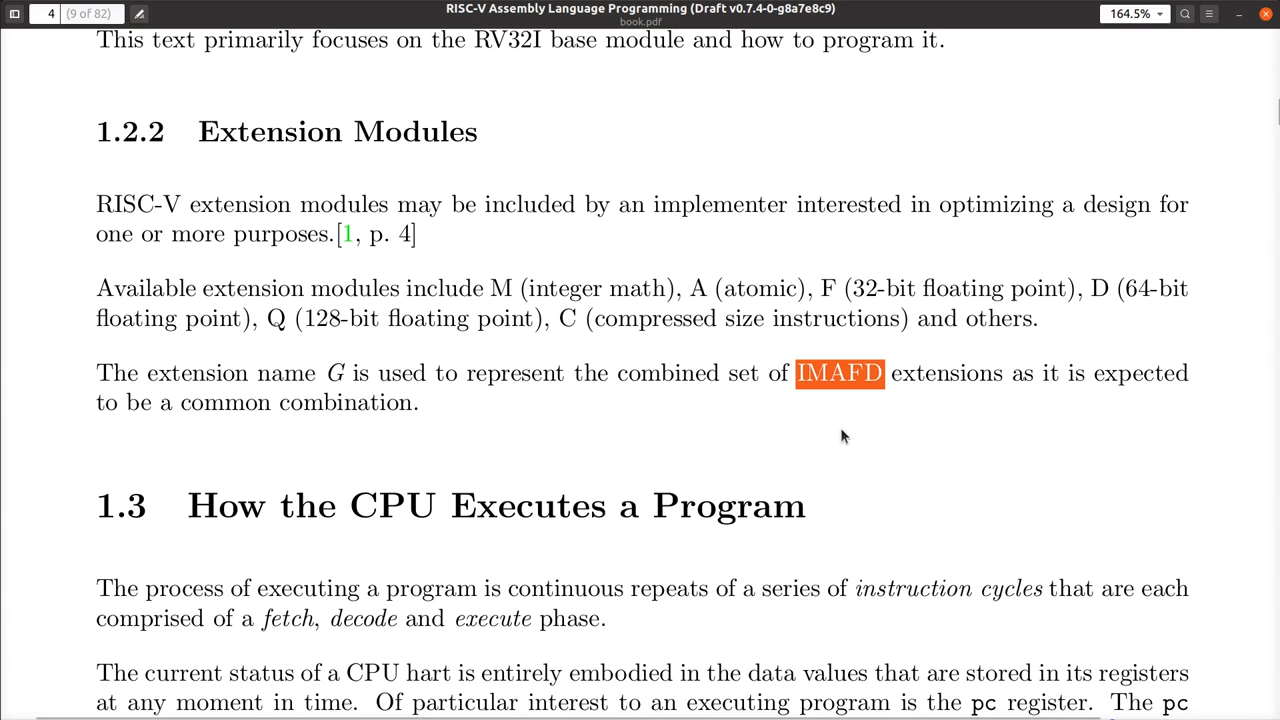 4
(9 of 82)
RISC-V Assembly Language Programming (Draft v0.7.4-0-g8a7e8c9)
book.pdf
164.5%
This text primarily focuses on the RV32I base module and how to program it.
1.2.2 Extension Modules
RISC-V extension modules may be included by an implementer interested in optimizing a design for
one or more purposes.[1, p. 4]
Available extension modules include M (integer math), A (atomic), F (32-bit floating point), D (64-bit
floating point), Q (128-bit floating point), C (compressed size instructions) and others.
The extension name G is used to represent the combined set of IMAFD extensions as it is expected
to be a common combination.
1.3 How the CPU Executes a Program
The process of executing a program is continuous repeats of a series of instruction cycles that are each
comprised of a fetch, decode and execute phase.
The current status of a CPU hart is entirely embodied in the data values that are stored in its registers
at any moment in time. Of particular interest to an executing program is the pc register. The pc